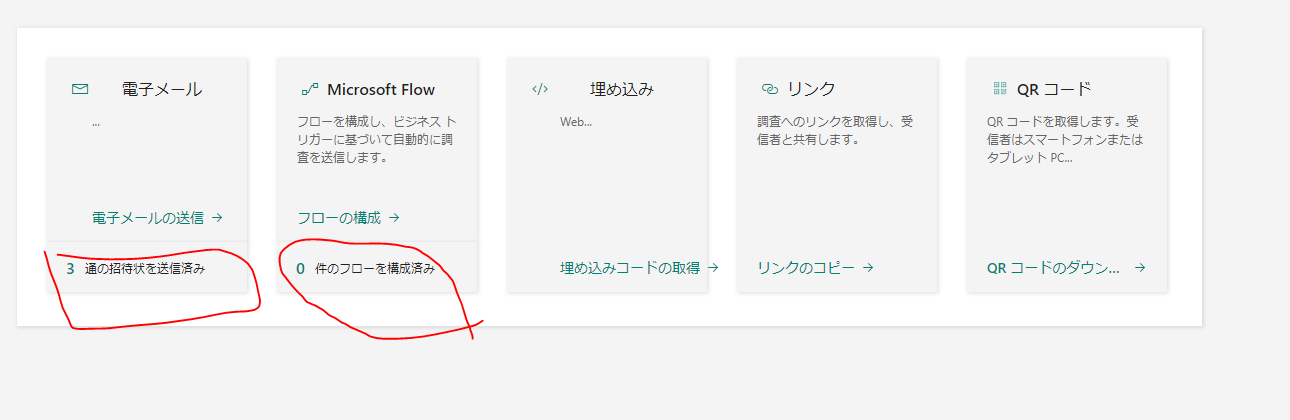 電子メール
...
電子メールの送信 →
3 通の招待状を送信済み
Microsoft Flow
フローを構成し、ビジネス ト
リガーに基づいて自動的に調
査を送信します。
フローの構成 →
0 件のフローを構成済み
</> 埋め込み
Web...
埋め込みコードの取得 →
リンク
調査へのリンクを取得し、受
信者と共有します。
リンクのコピー →
QR コード
QR コードを取得します。受
信者はスマートフォンまたは
タブレット PC...
QR コードのダウン... →